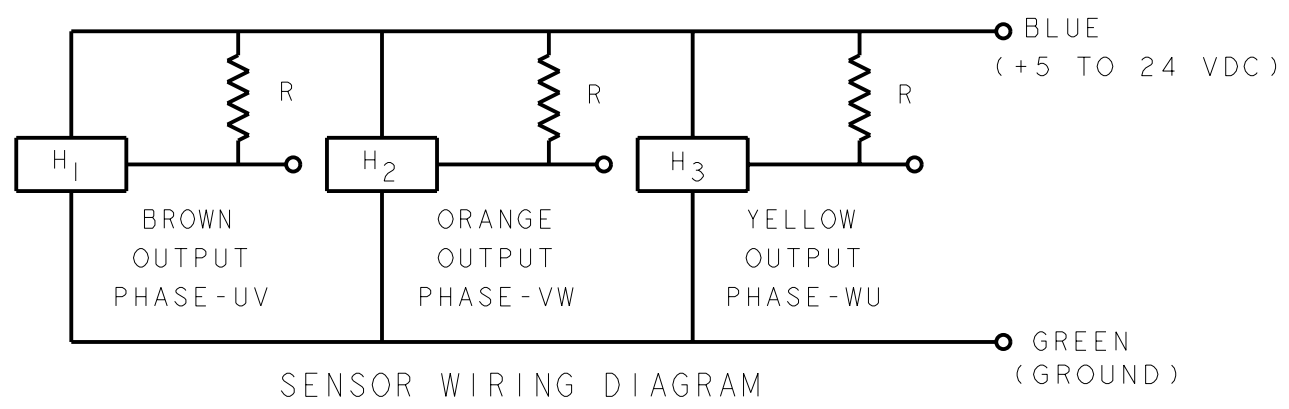 BLUE
(+5 TO 24 VDC)
R
R
R
H1
H2
H3
BROWN
OUTPUT
PHASE-UV
ORANGE
OUTPUT
PHASE-VW
YELLOW
OUTPUT
PHASE-WU
GREEN
(GROUND)
SENSOR WIRING DIAGRAM